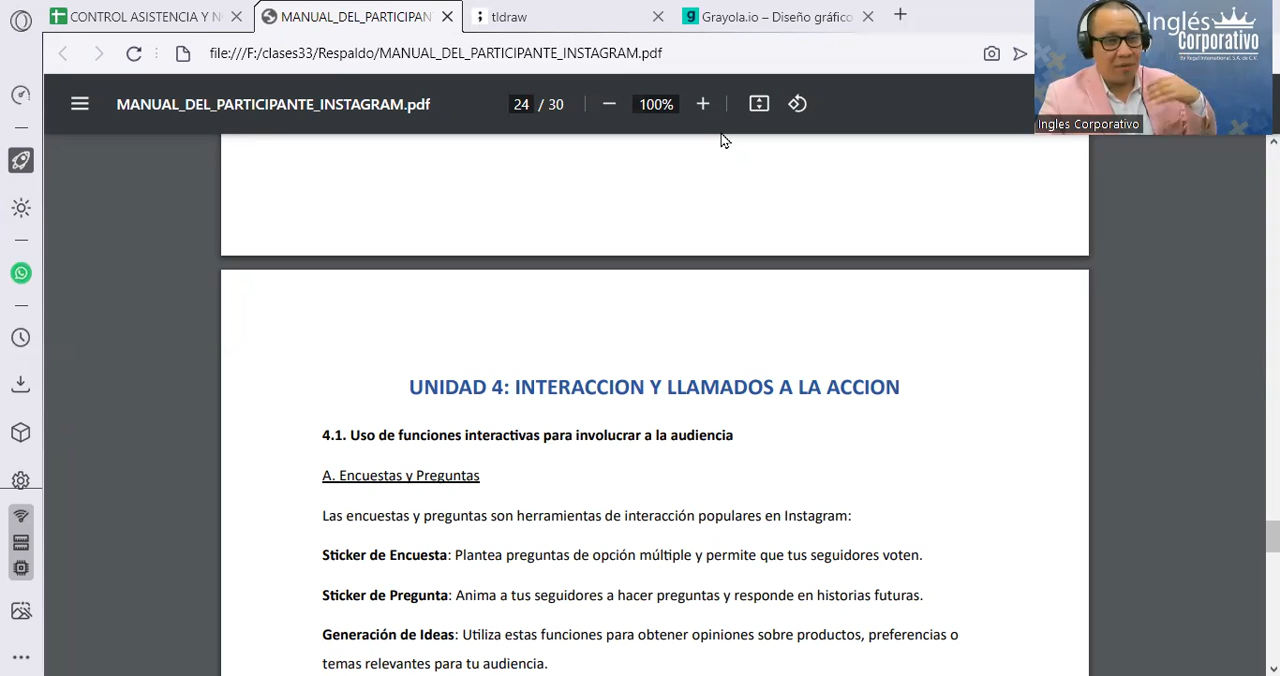 CONTROL ASISTENCIA Y N
MANUAL_DEL_PARTICIPAN
tldraw
Grayola.io – Diseño gráfico
file:///F:/clases33/Respaldo/MANUAL_DEL_PARTICIPANTE_INSTAGRAM.pdf
MANUAL_DEL_PARTICIPANTE_INSTAGRAM.pdf
24 / 30
100%
Inglés
Corporativo
By Regal International, S.A. de C.V.
Ingles Corporativo
UNIDAD 4: INTERACCION Y LLAMADOS A LA ACCION
4.1. Uso de funciones interactivas para involucrar a la audiencia
A. Encuestas y Preguntas
Las encuestas y preguntas son herramientas de interacción populares en Instagram:
Sticker de Encuesta: Plantea preguntas de opción múltiple y permite que tus seguidores voten.
Sticker de Pregunta: Anima a tus seguidores a hacer preguntas y responde en historias futuras.
Generación de Ideas: Utiliza estas funciones para obtener opiniones sobre productos, preferencias o
temas relevantes para tu audiencia.